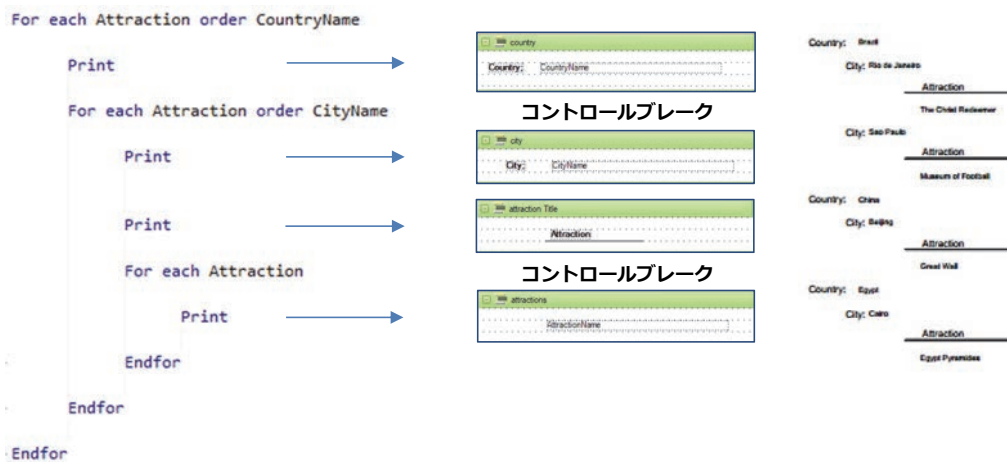 For each Attraction order CountryName
Print
For each Attraction order CityName
Print
Print
For each Attraction
Print
Endfor
Endfor
Endfor
country
Country: CountryName
コントロールブレーク
city
City: CityName
attraction Title
Attraction
コントロールブレーク
attractions
AttractionName
Country: Brazil
City: Rio de Janeiro
Attraction
The Christ Redeemer
City: Sao Paulo
Attraction
Museum of Football
Country: China
City: Beijing
Attraction
Great Wall
Country: Egypt
City: Cairo
Attraction
Egypt Pyramides